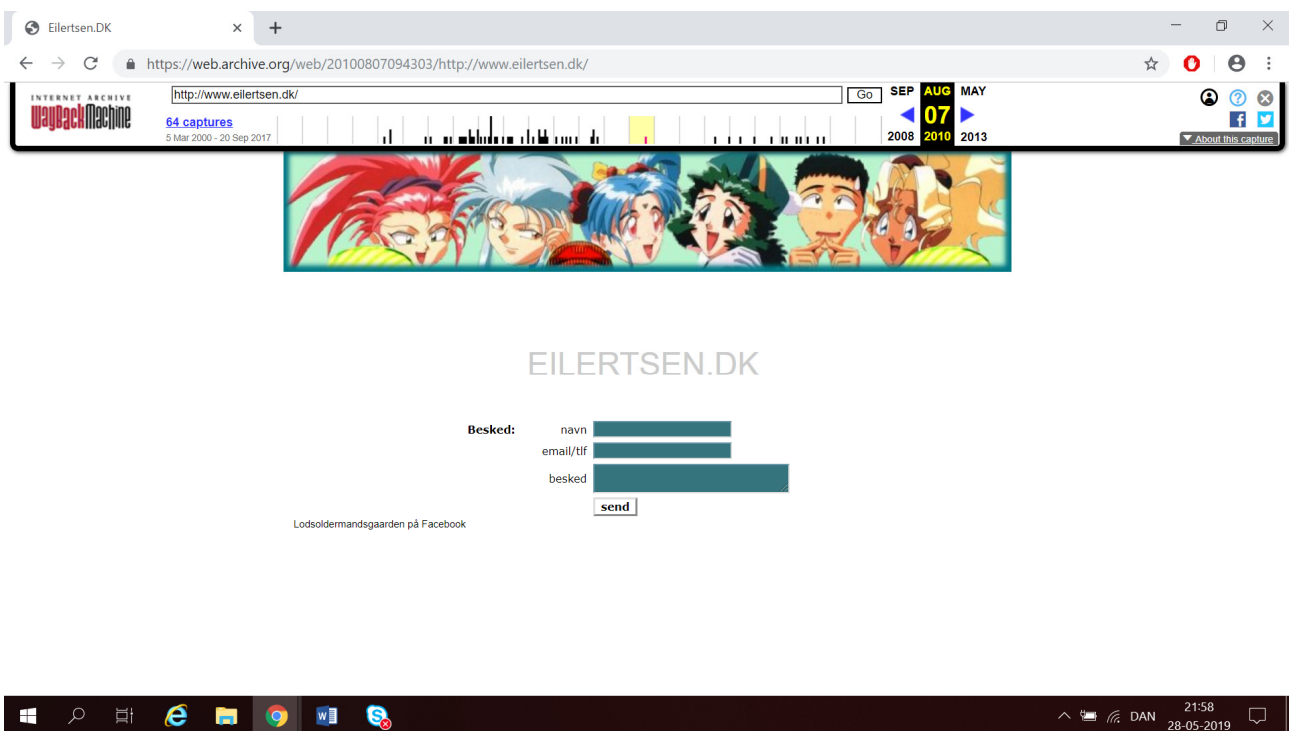 Eilertsen.DK
https://web.archive.org/web/20100807094303/http://www.eilertsen.dk/
INTERNET ARCHIVE
WayBackMachine
http://www.eilertsen.dk/
Go
SEP AUG MAY
07
2008 2010 2013
64 captures
5 Mar 2000 - 20 Sep 2017
About this capture
EILERTSEN.DK
Besked: navn
email/tlf
besked
send
Lodsoldermandsgaarden på Facebook
DAN
21:58
28-05-2019